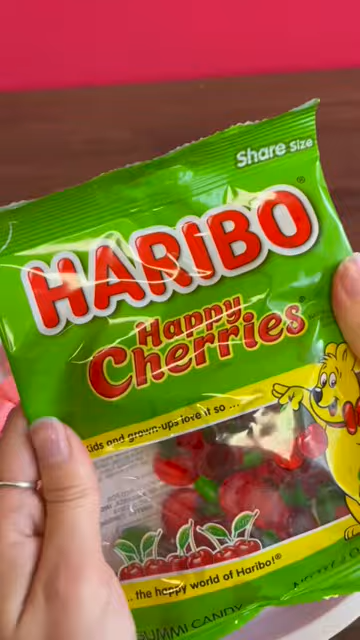 Share Size
HARIBO®
Happy
Cherries®
Kids and grown-ups love it so ...
... the happy world of Haribo!®
GUMMI CANDY